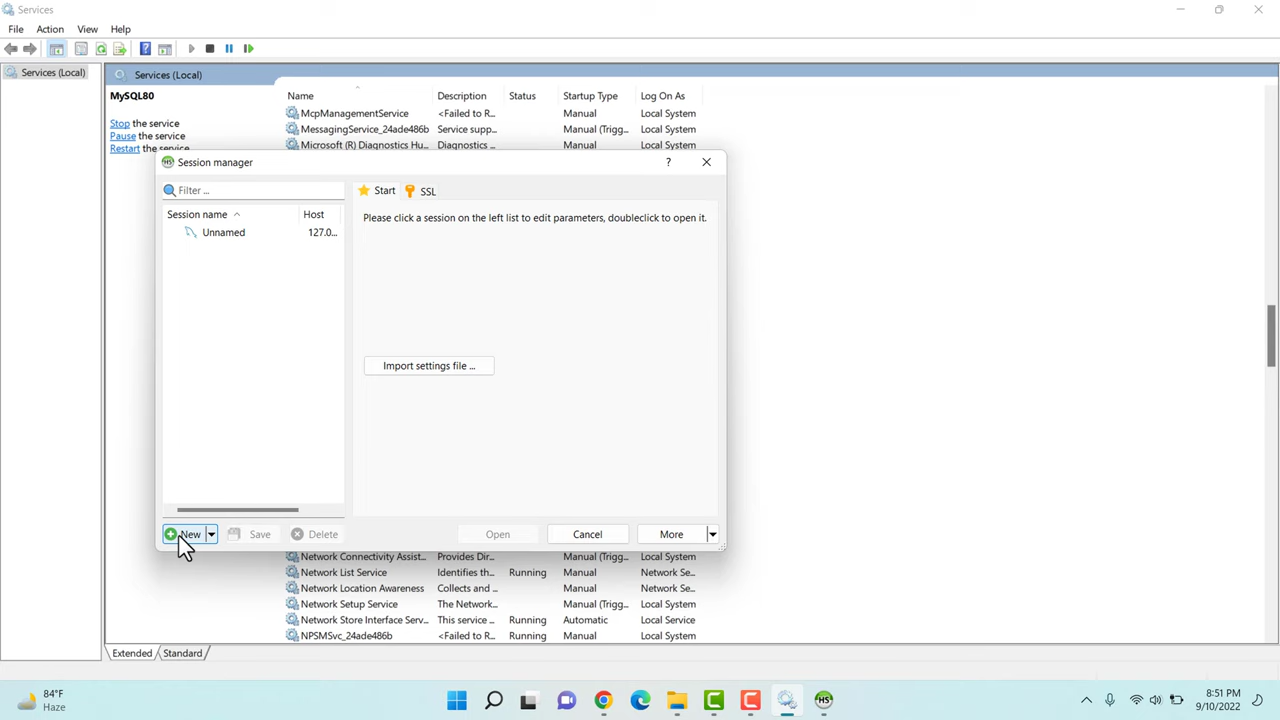 Services
File Action View Help
Services (Local)
Services (Local)
MySQL80
Stop the service
Pause the service
Restart the service
Name Description Status Startup Type Log On As
McpManagementService <Failed to R... Manual Local System
MessagingService_24ade486b Service supp... Manual (Trigg... Local System
Microsoft (R) Diagnostics Hu... Diagnostics ... Manual Local System
HS Session manager ?
Filter ...
Start SSL
Session name Host
Please click a session on the left list to edit parameters, doubleclick to open it.
Unnamed 127.0...
Import settings file ...
New Save Delete Open Cancel More
Network Connectivity Assist... Provides Dir... Manual (Trigg... Local System
Network List Service Identifies th... Running Manual Network Se...
Network Location Awareness Collects and ... Manual Network Se...
Network Setup Service The Network... Manual (Trigg... Local System
Network Store Interface Serv... This service ... Running Automatic Local Service
NPSMSvc_24ade486b <Failed to R... Running Manual Local System
Extended Standard
84°F
Haze
HS
8:51 PM
9/10/2022